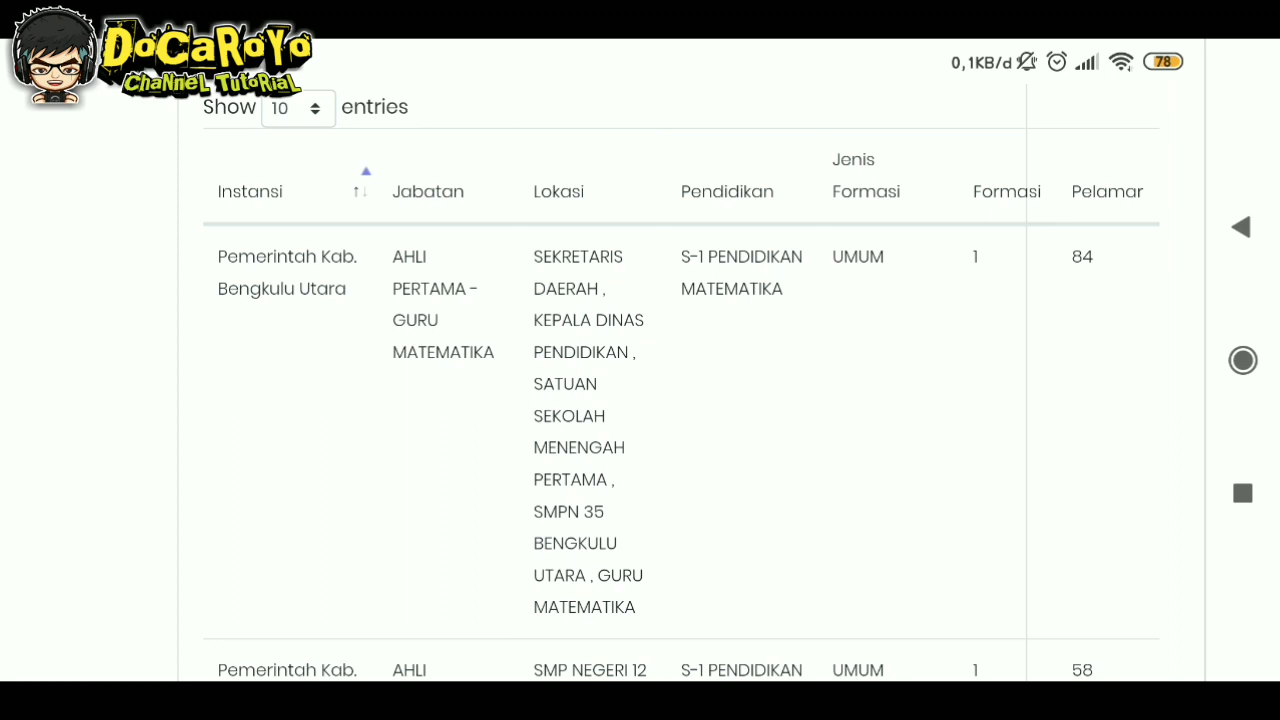 DoCaRoYo
ChanneL TutoRiaL
0,1KB/d
78
Show 10 entries
Instansi Jabatan Lokasi Pendidikan Jenis Formasi Formasi Pelamar
Pemerintah Kab. AHLI SEKRETARIS S-1 PENDIDIKAN UMUM 1 84
Bengkulu Utara PERTAMA - DAERAH , MATEMATIKA
GURU KEPALA DINAS
MATEMATIKA PENDIDIKAN ,
SATUAN
SEKOLAH
MENENGAH
PERTAMA ,
SMPN 35
BENGKULU
UTARA , GURU
MATEMATIKA
Pemerintah Kab. AHLI SMP NEGERI 12 S-1 PENDIDIKAN UMUM 1 58